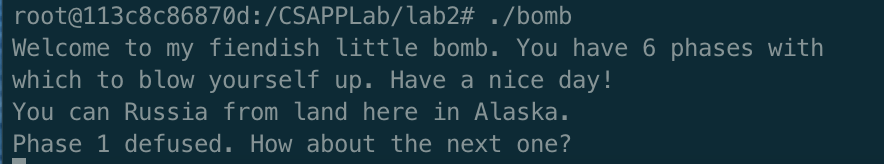 root@113c8c86870d:/CSAPPLab/lab2# ./bomb
Welcome to my fiendish little bomb. You have 6 phases with
which to blow yourself up. Have a nice day!
You can Russia from land here in Alaska.
Phase 1 defused. How about the next one?